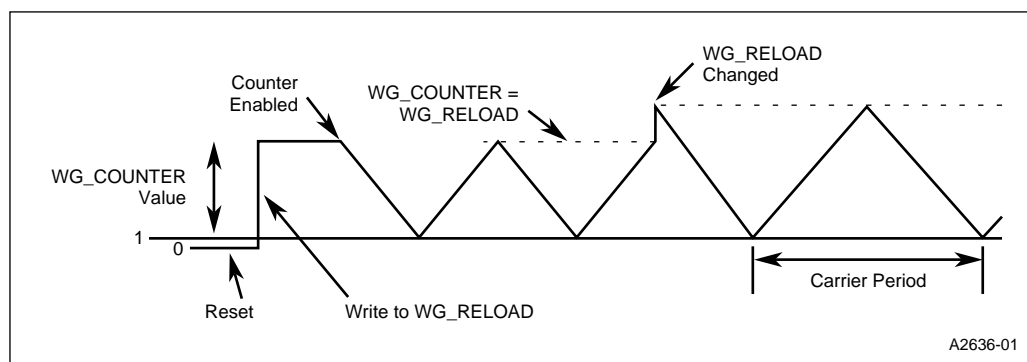 WG_RELOAD
Changed
Counter
Enabled
WG_COUNTER =
WG_RELOAD
WG_COUNTER
Value
1
0
Reset
Write to WG_RELOAD
Carrier Period
A2636-01